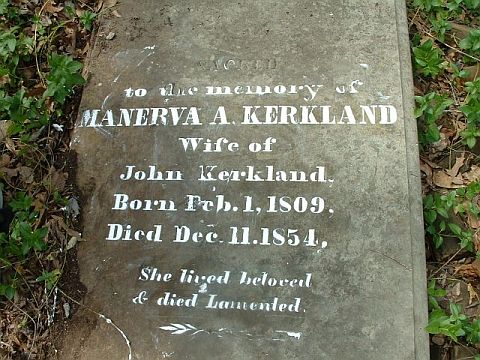 SACRED
to the memory of
MANERVA A. KERKLAND
Wife of
John Kerkland.
Born Feb. 1, 1809.
Died Dec. 11. 1854,
She lived beloved
& died Lamented.